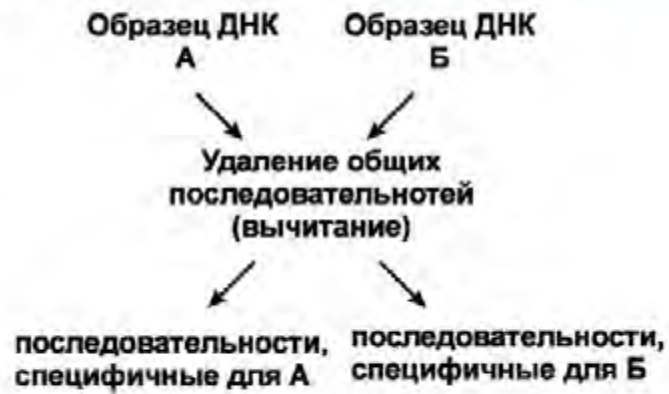 Образец ДНК
А
Образец ДНК
Б
Удаление общих
последовательнотей
(вычитание)
последовательности,
специфичные для А
последовательности,
специфичные для Б